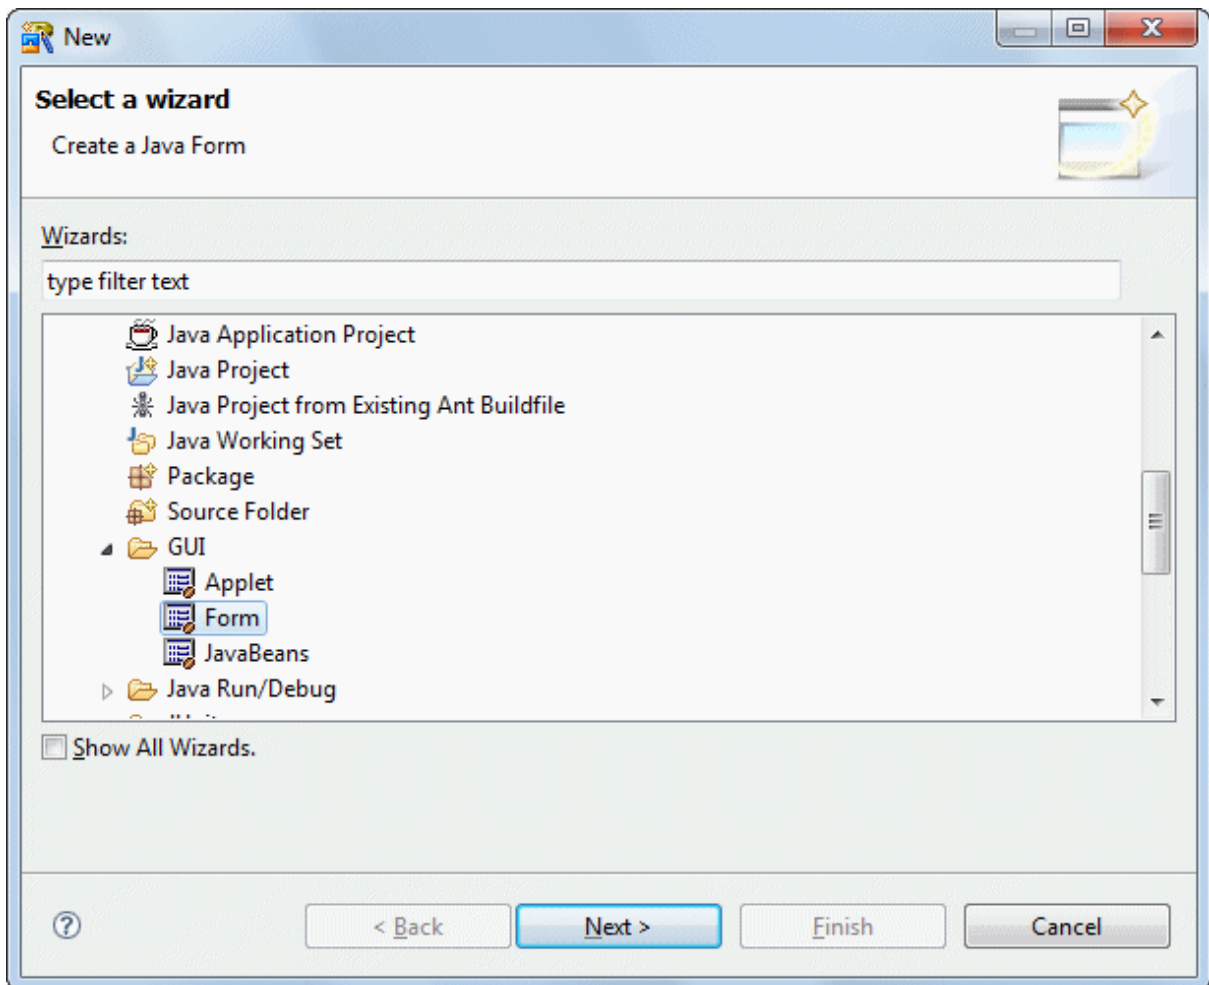 New
Select a wizard
Create a Java Form
Wizards:
type filter text
Java Application Project
Java Project
Java Project from Existing Ant Buildfile
Java Working Set
Package
Source Folder
GUI
Applet
Form
JavaBeans
Java Run/Debug
Show All Wizards.
< Back Next > Finish Cancel